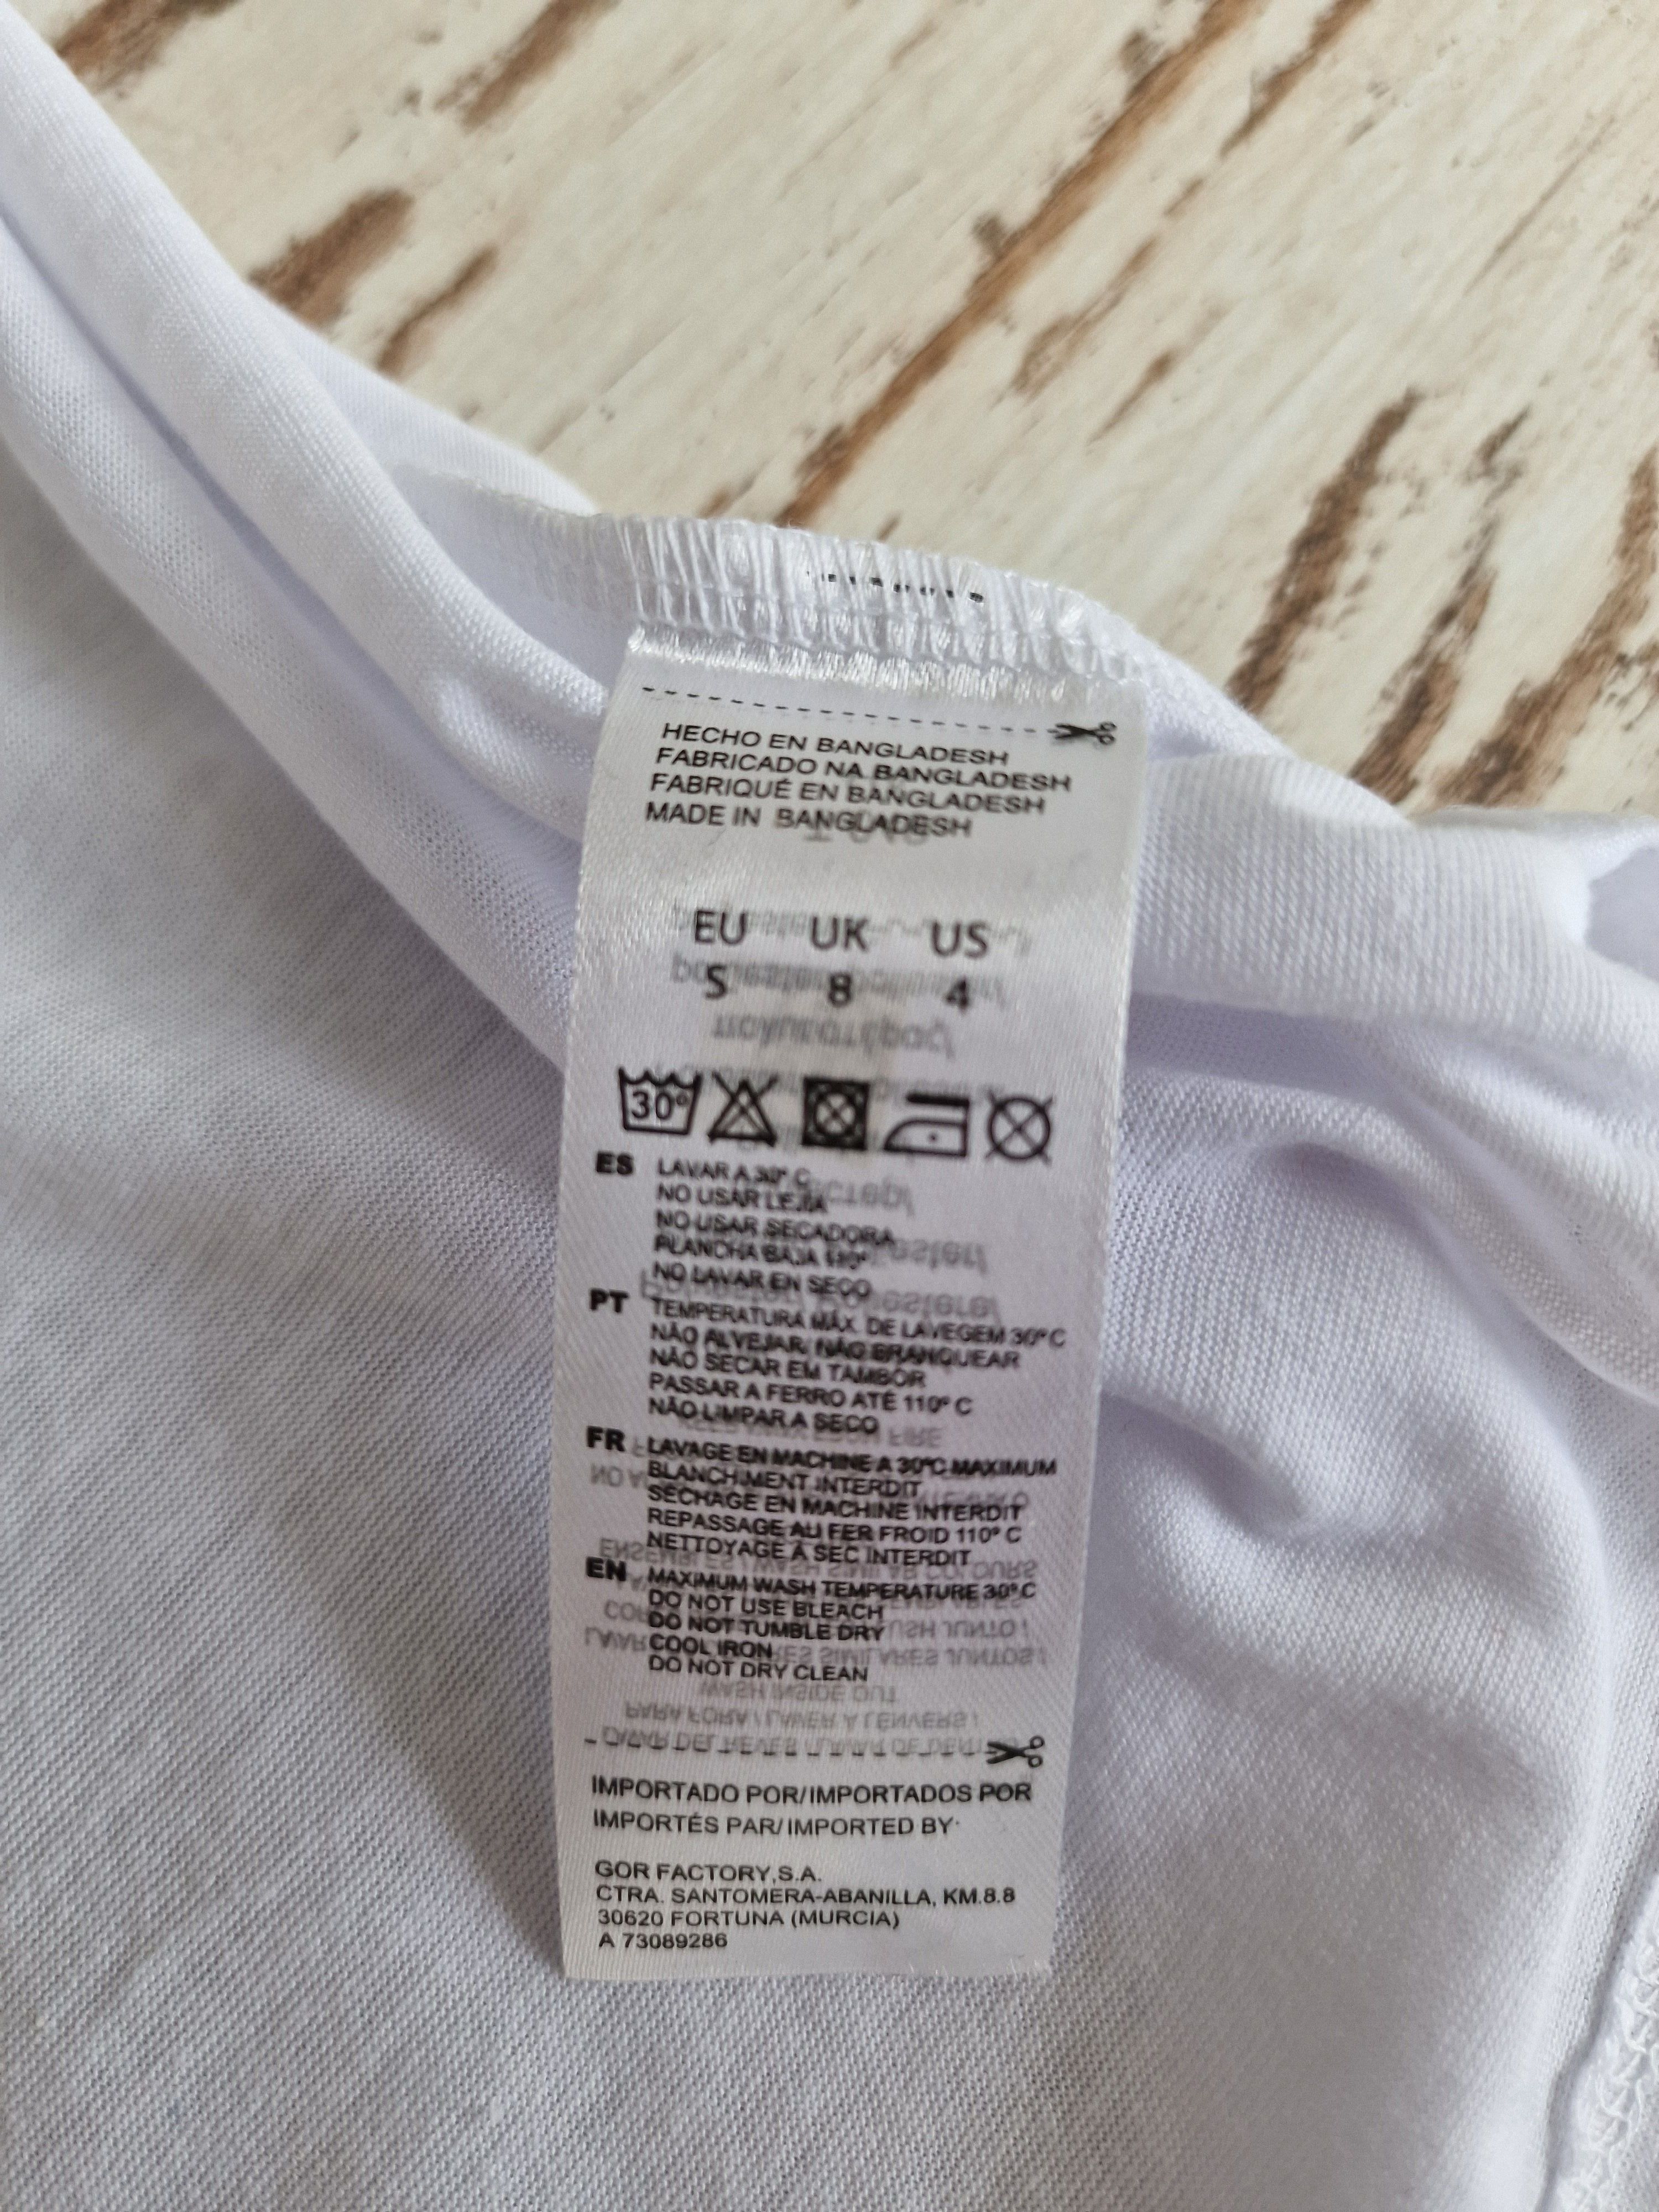 HECHO EN BANGLADESH
FABRICADO NA BANGLADESH
FABRIQUÉ EN BANGLADESH
MADE IN BANGLADESH
EU UK US
S 8 4
30°
ES LAVAR A 30° C
NO USAR LEJIA
NO USAR SECADORA
PLANCHA BAJA 110°
NO LAVAR EN SECO
PT TEMPERATURA MÁX. DE LAVEGEM 30° C
NÃO ALVEJAR/NÃO BRANQUEAR
NÃO SECAR EM TAMBOR
PASSAR A FERRO ATÉ 110° C
NÃO LIMPAR A SECO
FR LAVAGE EN MACHINE A 30°C MAXIMUM
BLANCHIMENT INTERDIT
SÉCHAGE EN MACHINE INTERDIT
REPASSAGE AU FER FROID 110° C
NETTOYAGE À SEC INTERDIT
EN MAXIMUM WASH TEMPERATURE 30° C
DO NOT USE BLEACH
DO NOT TUMBLE DRY
COOL IRON
DO NOT DRY CLEAN
IMPORTADO POR/IMPORTADOS POR
IMPORTÉS PAR/IMPORTED BY:
GOR FACTORY,S.A.
CTRA. SANTOMERA-ABANILLA, KM.8.8
30620 FORTUNA (MURCIA)
A 73089286